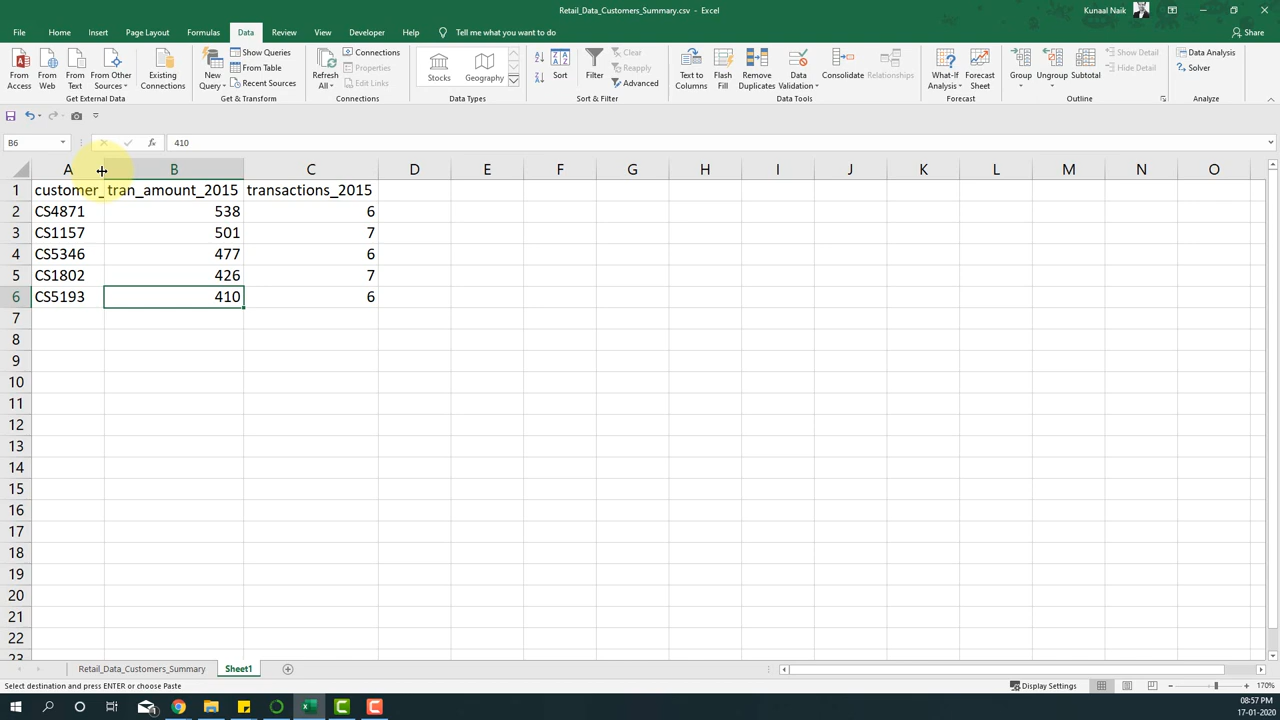 Retail_Data_Customers_Summary.csv - Excel
Kunaal Naik
File Home Insert Page Layout Formulas Data Review View Developer Help Tell me what you want to do
Share
From Access
From Web
From Text
From Other Sources
Existing Connections
Get External Data
New Query
Show Queries
From Table
Recent Sources
Get & Transform
Refresh All
Connections
Properties
Edit Links
Connections
Stocks
Geography
Data Types
Sort
Filter
Clear
Reapply
Advanced
Sort & Filter
Text to Columns
Flash Fill
Remove Duplicates
Data Validation
Consolidate
Relationships
Data Tools
What-If Analysis
Forecast Sheet
Forecast
Group
Ungroup
Subtotal
Show Detail
Hide Detail
Outline
Data Analysis
Solver
Analyze
B6
fx
410
A B C D E F G H I J K L M N O
1 customer_ tran_amount_2015 transactions_2015
2 CS4871 538 6
3 CS1157 501 7
4 CS5346 477 6
5 CS1802 426 7
6 CS5193 410 6
7
8
9
10
11
12
13
14
15
16
17
18
19
20
21
22
23
Retail_Data_Customers_Summary Sheet1
Select destination and press ENTER or choose Paste
Display Settings
170%
08:57 PM
17-01-2020